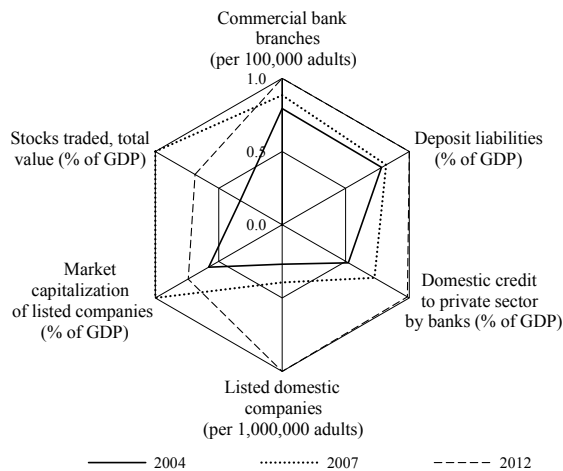 Commercial bank
branches
(per 100,000 adults)
1.0
Stocks traded, total
value (% of GDP)
Deposit liabilities
(% of GDP)
0.5
0.0
Market
capitalization
of listed companies
(% of GDP)
Domestic credit
to private sector
by banks (% of GDP)
Listed domestic
companies
(per 1,000,000 adults)
2004 2007 2012